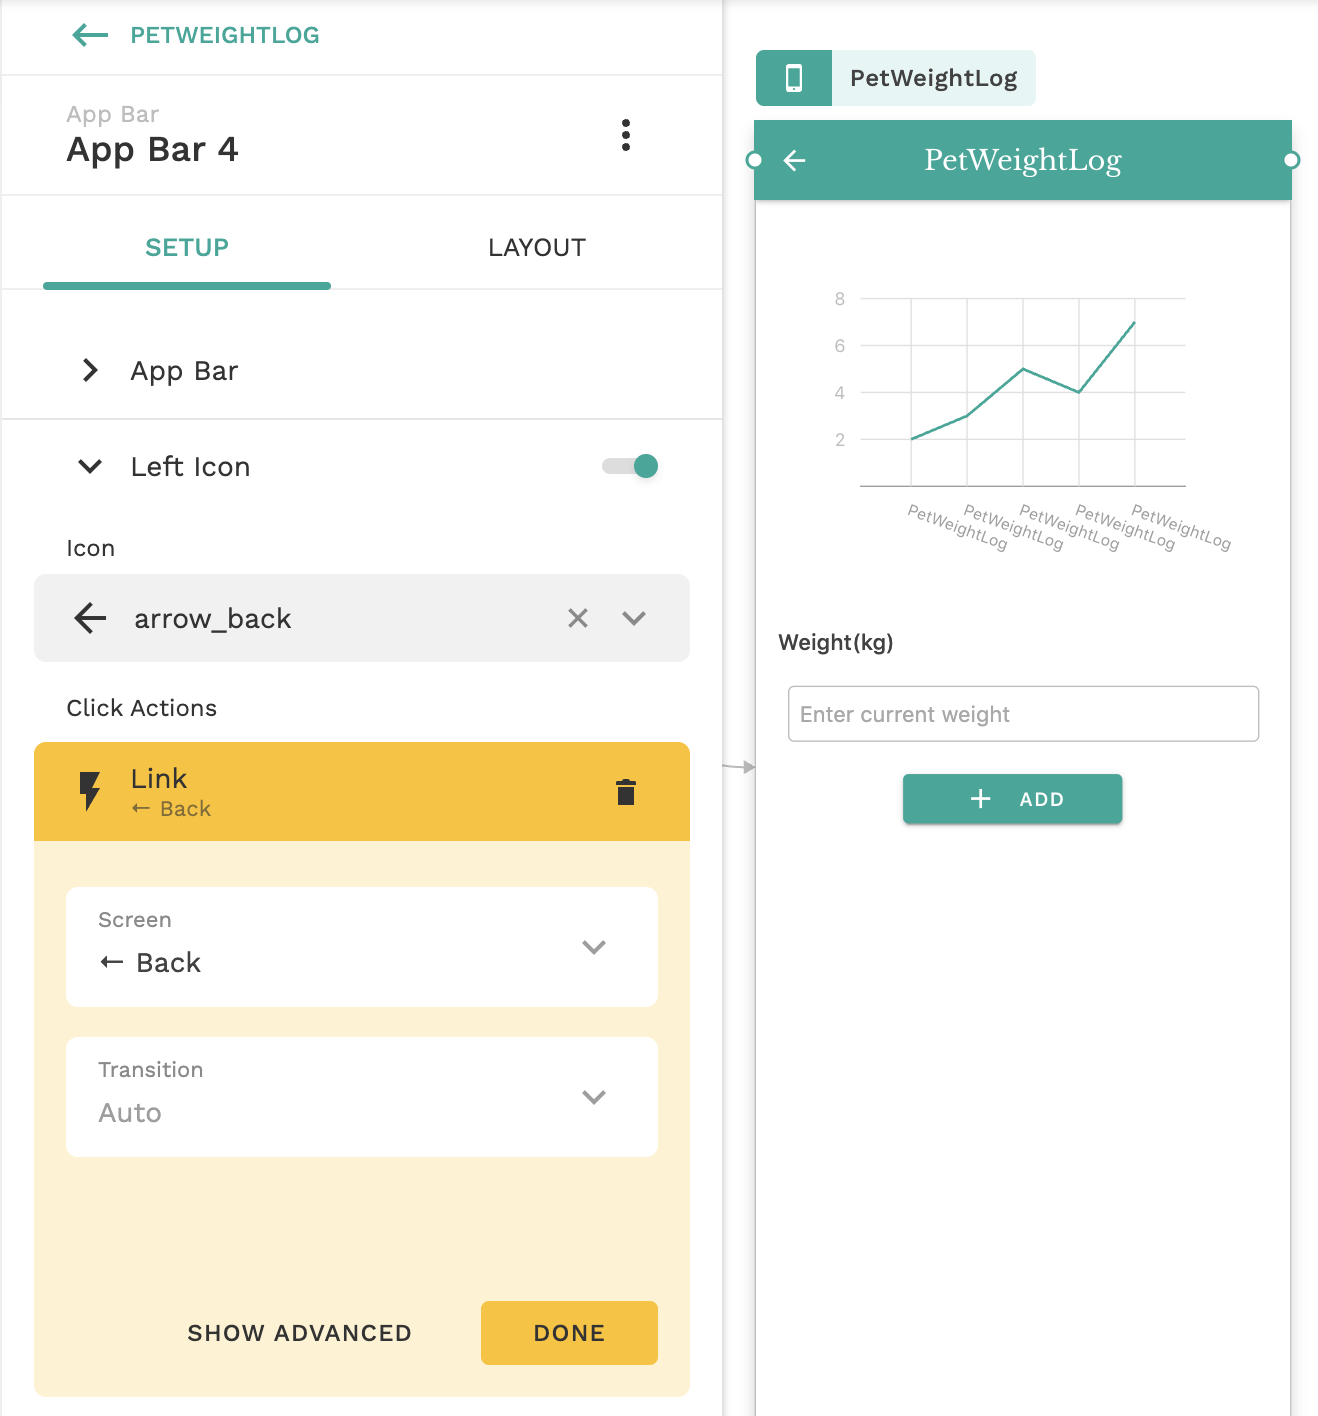 PETWEIGHTLOG
App Bar
App Bar 4
SETUP
LAYOUT
App Bar
Left Icon
Icon
arrow_back
Click Actions
Link
← Back
Screen
← Back
Transition
Auto
SHOW ADVANCED
DONE
PetWeightLog
PetWeightLog
8
6
4
2
PetWeightLog
PetWeightLog
PetWeightLog
PetWeightLog
PetWeightLog
Weight(kg)
Enter current weight
+ ADD